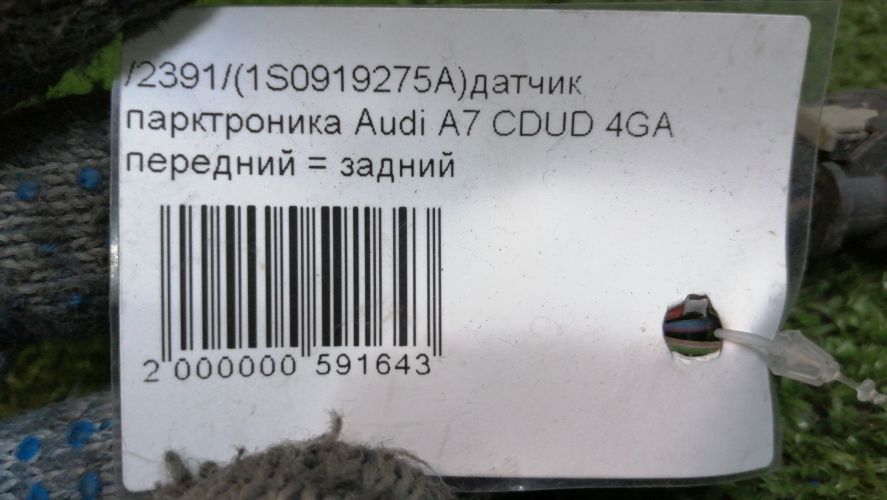 /2391/(1S0919275A)датчик
парктроника Audi A7 CDUD 4GA
передний = задний
2 000000 591643